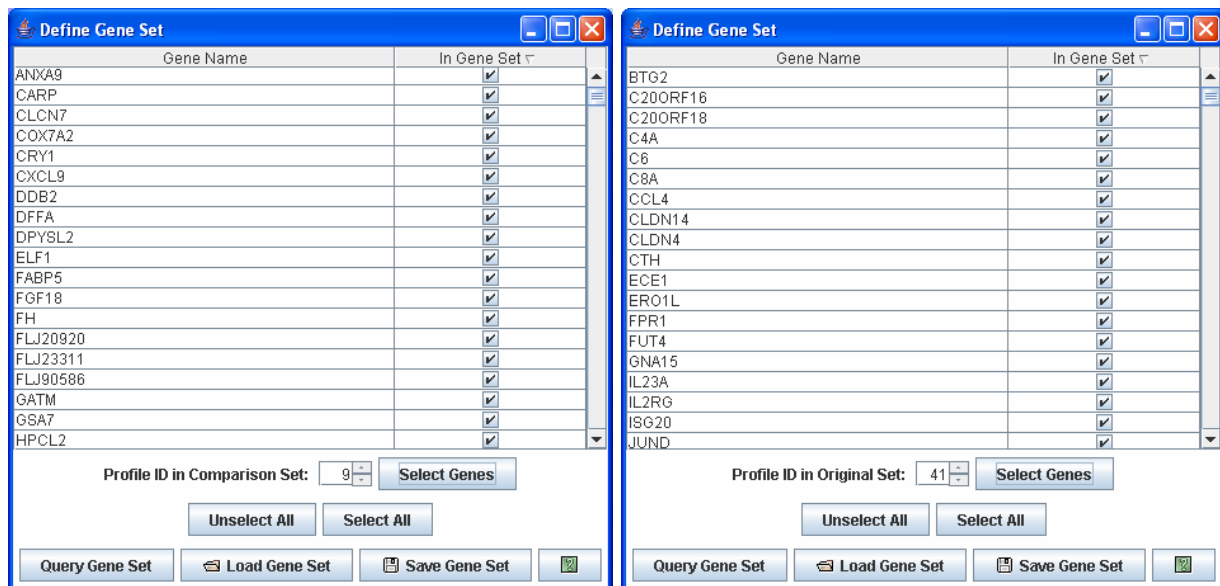 Define Gene Set
Gene Name In Gene Set
ANXA9
CARP
CLCN7
COX7A2
CRY1
CXCL9
DDB2
DFFA
DPYSL2
ELF1
FABP5
FGF18
FH
FLJ20920
FLJ23311
FLJ90586
GATM
GSA7
HPCL2
Profile ID in Comparison Set: 9 Select Genes
Unselect All Select All
Query Gene Set Load Gene Set Save Gene Set ?
Define Gene Set
Gene Name In Gene Set
BTG2
C20ORF16
C20ORF18
C4A
C6
C8A
CCL4
CLDN14
CLDN4
CTH
ECE1
ERO1L
FPR1
FUT4
GNA15
IL23A
IL2RG
ISG20
JUND
Profile ID in Original Set: 41 Select Genes
Unselect All Select All
Query Gene Set Load Gene Set Save Gene Set ?